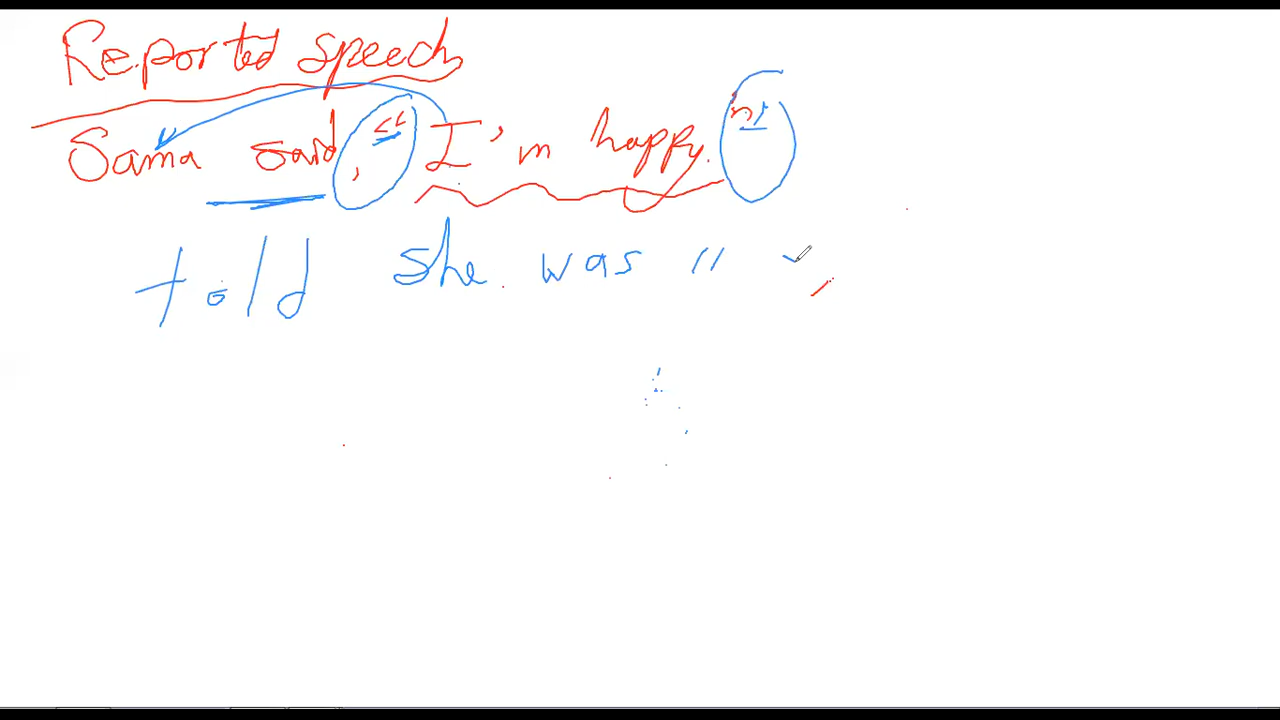 Reported speech
Sama said, "I'm happy."
told she was "